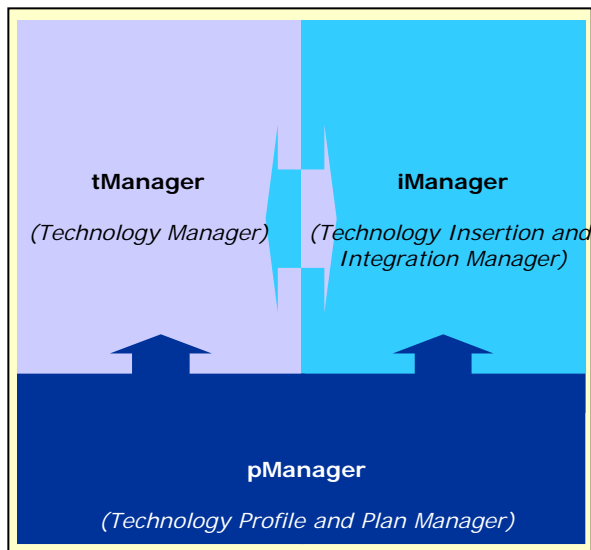 tManager
(Technology Manager)
iManager
(Technology Insertion and
Integration Manager)
pManager
(Technology Profile and Plan Manager)